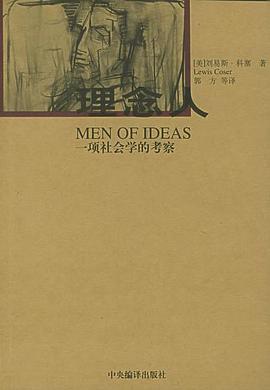 [美]刘易斯·科塞 著
Lewis Coser
郭 方 等译
理念人
MEN OF IDEAS
一项社会学的考察
中央编译出版社